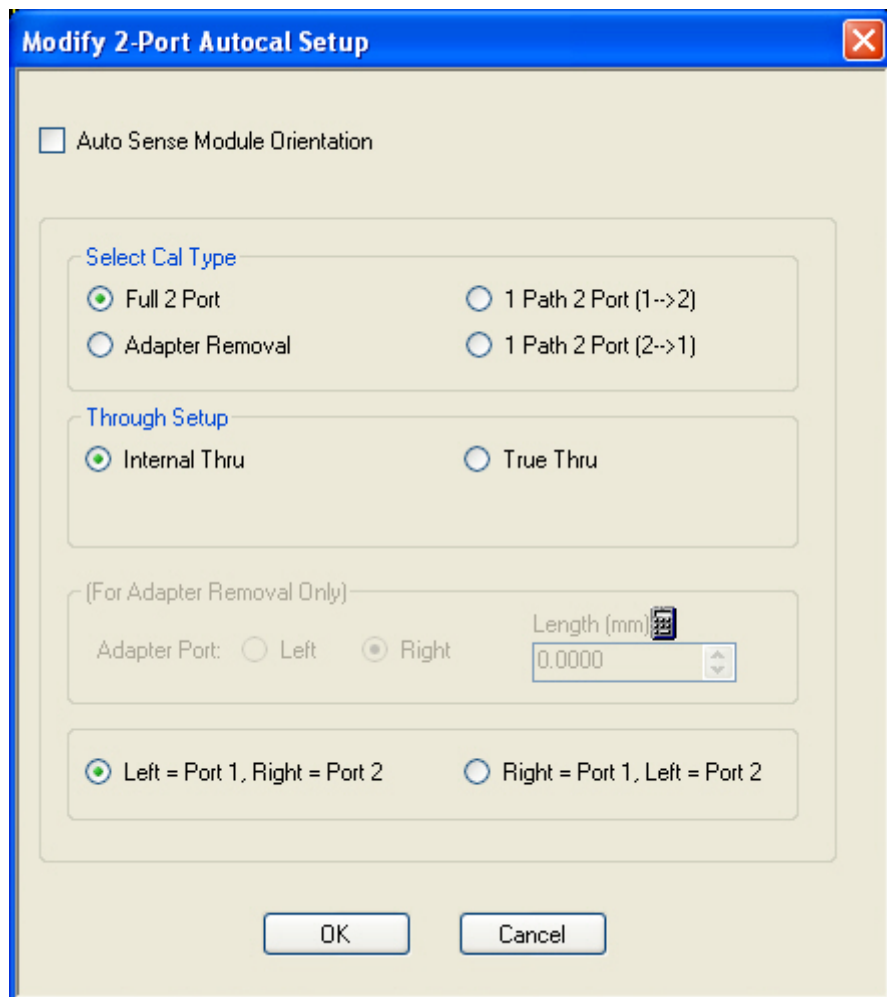 Modify 2-Port Autocal Setup
Auto Sense Module Orientation
Select Cal Type
Full 2 Port
1 Path 2 Port (1-->2)
Adapter Removal
1 Path 2 Port (2-->1)
Through Setup
Internal Thru
True Thru
(For Adapter Removal Only)
Length (mm)
Adapter Port:
Left
Right
0.0000
Left = Port 1, Right = Port 2
Right = Port 1, Left = Port 2
OK
Cancel